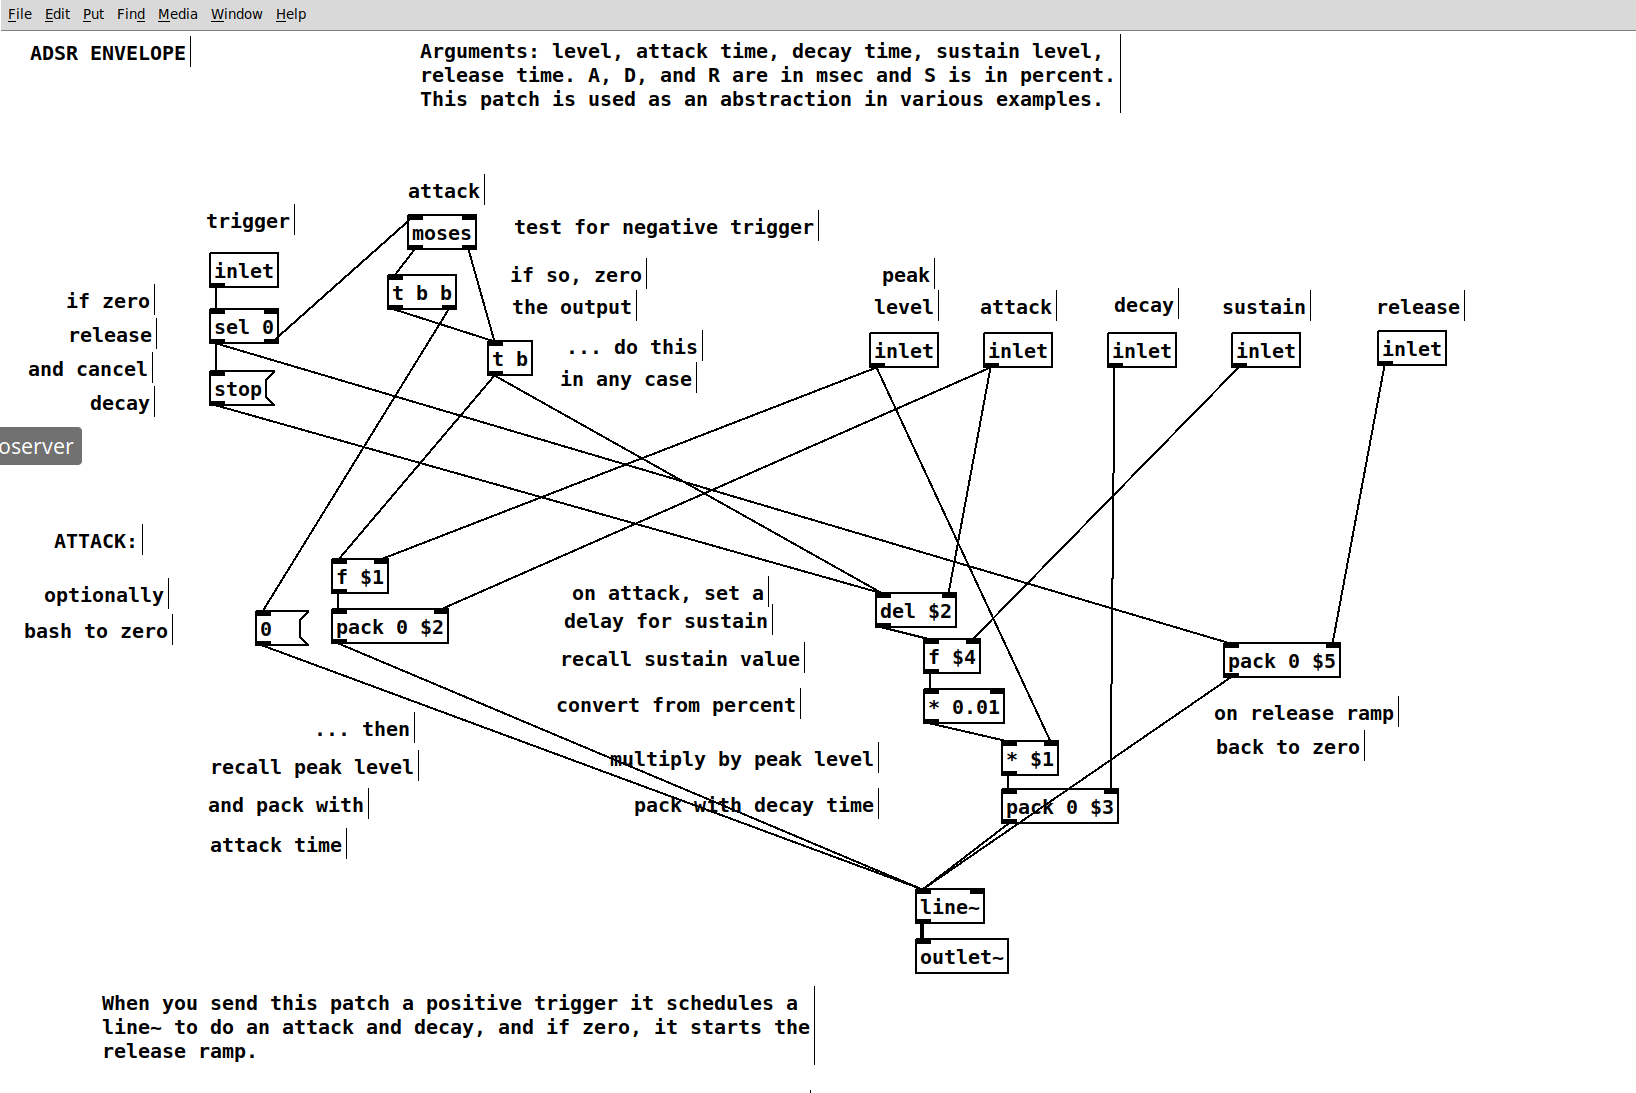 File Edit Put Find Media Window Help
ADSR ENVELOPE
Arguments: level, attack time, decay time, sustain level,
release time. A, D, and R are in msec and S is in percent.
This patch is used as an abstraction in various examples.
attack
trigger
moses
test for negative trigger
inlet
t b b
if so, zero
the output
if zero
release
and cancel
decay
sel 0
stop
t b
... do this
in any case
peak
level
attack
decay
sustain
release
inlet
inlet
inlet
inlet
inlet
oserver
ATTACK:
optionally
bash to zero
0
f $1
pack 0 $2
on attack, set a
delay for sustain
recall sustain value
convert from percent
multiply by peak level
pack with decay time
del $2
f $4
* 0.01
* $1
pack 0 $3
pack 0 $5
on release ramp
back to zero
... then
recall peak level
and pack with
attack time
line~
outlet~
When you send this patch a positive trigger it schedules a
line~ to do an attack and decay, and if zero, it starts the
release ramp.